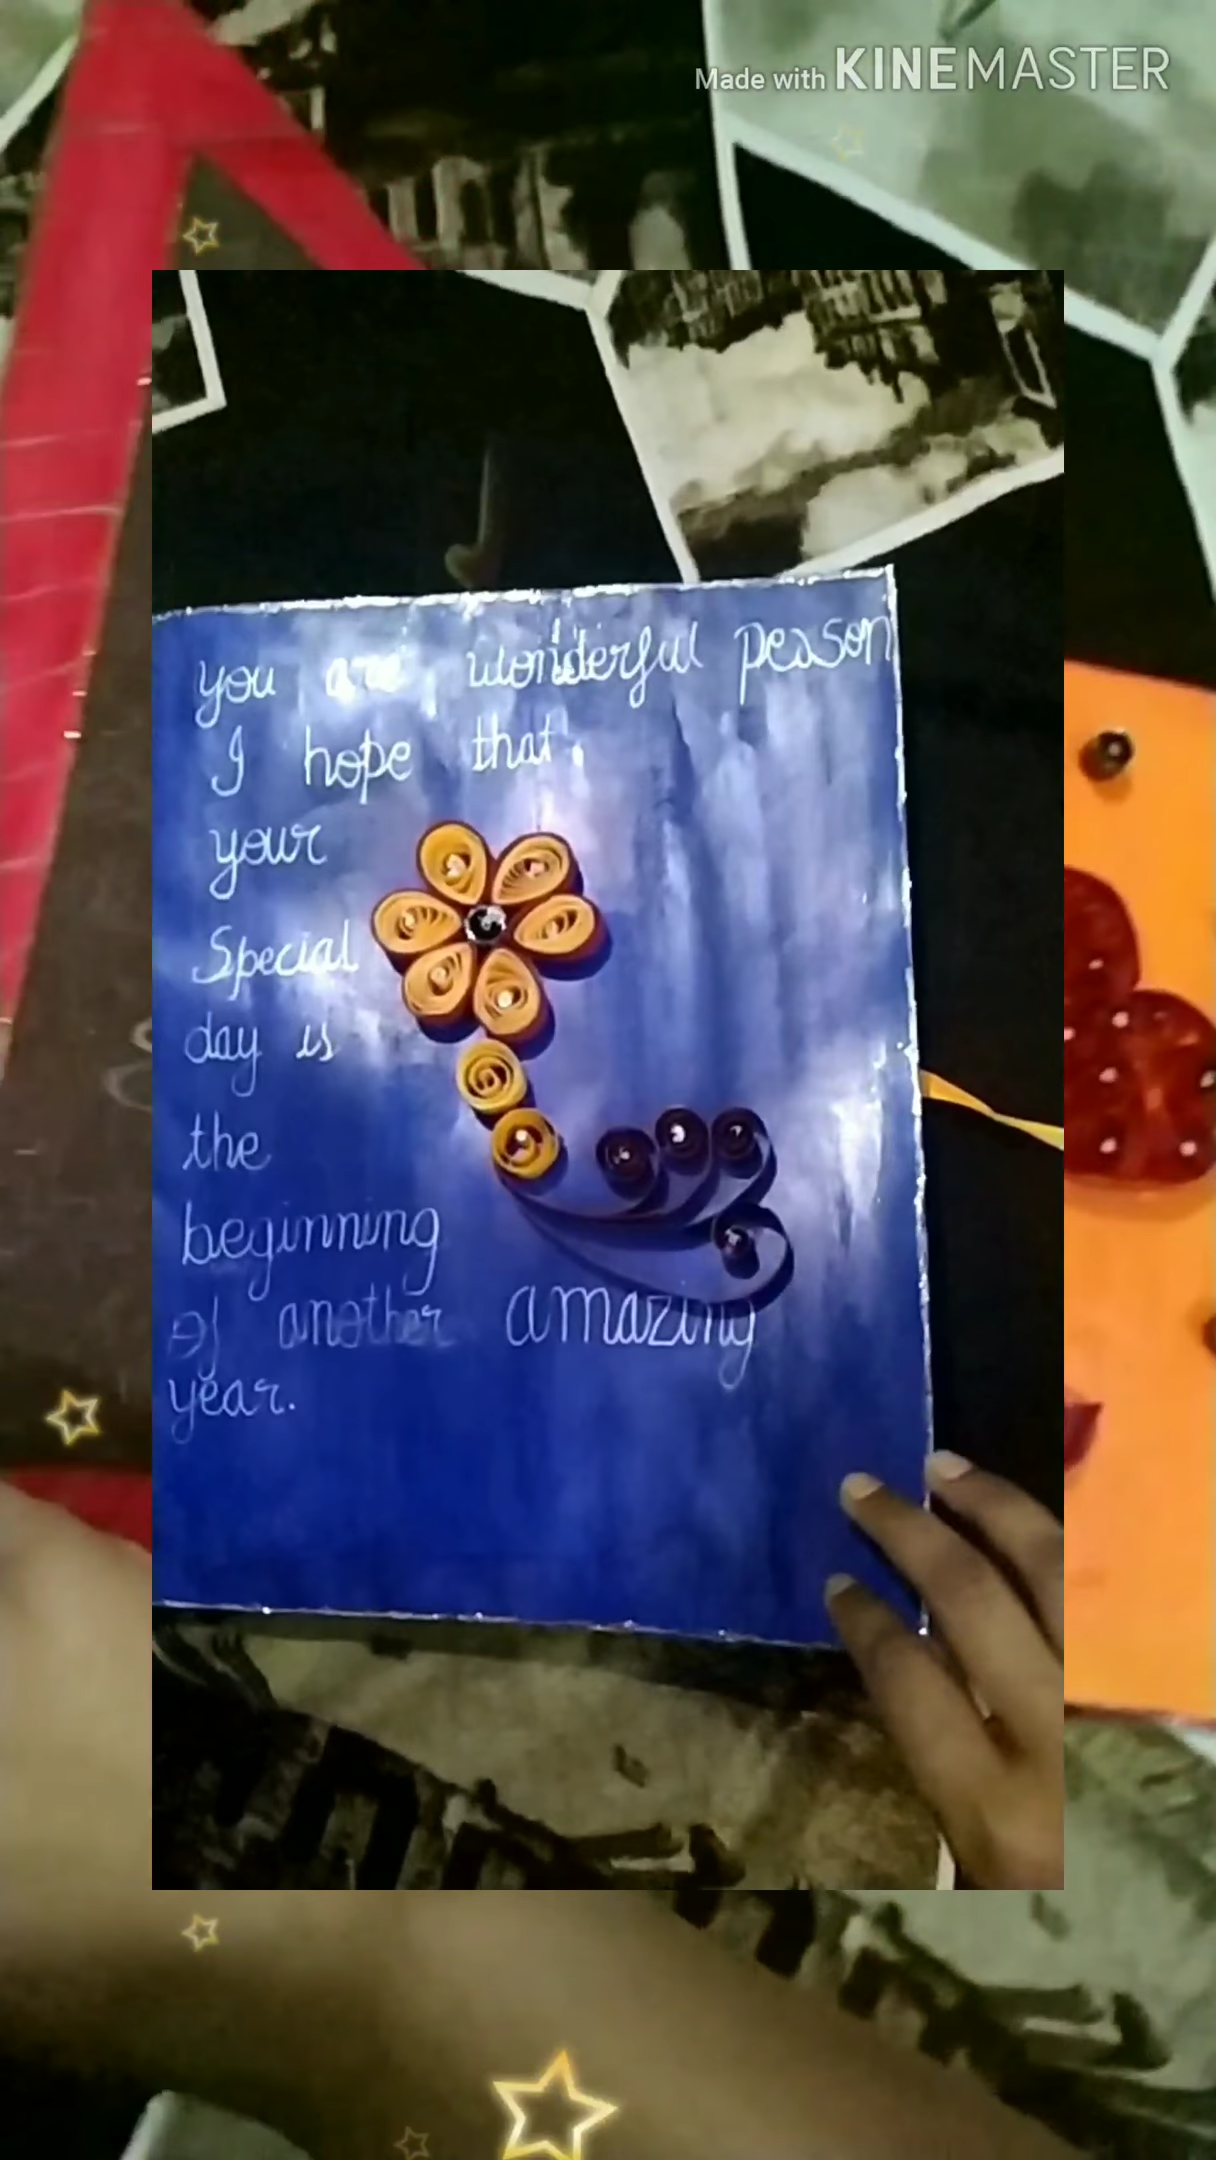 Made with KINEMASTER
you are wonderful person
I hope that
your
Special
day is
the
beginning
of another amazing
year.